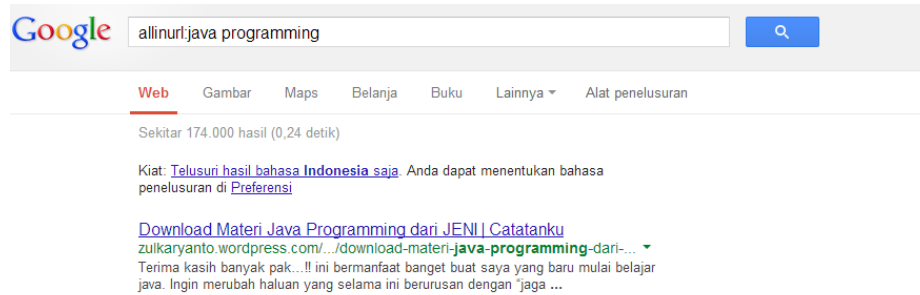 Google allinurl:java programming
Web Gambar Maps Belanja Buku Lainnya Alat penelusuran
Sekitar 174.000 hasil (0,24 detik)
Kiat: Telusuri hasil bahasa Indonesia saja. Anda dapat menentukan bahasa
penelusuran di Preferensi
Download Materi Java Programming dari JENI | Catatanku
zulkaryanto.wordpress.com/.../download-materi-java-programming-dari-...
Terima kasih banyak pak...!! ini bermanfaat banget buat saya yang baru mulai belajar
java. Ingin merubah haluan yang selama ini berurusan dengan "jaga ...